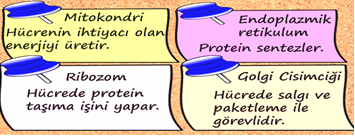 Mitokondri
Hücrenin ihtiyacı olan
enerjiyi üretir.
Endoplazmik
retikulum
Protein sentezler.
Ribozom
Hücrede protein
taşıma işini yapar.
Golgi Cisimciği
Hücrede salgı ve
paketleme ile
görevlidir.